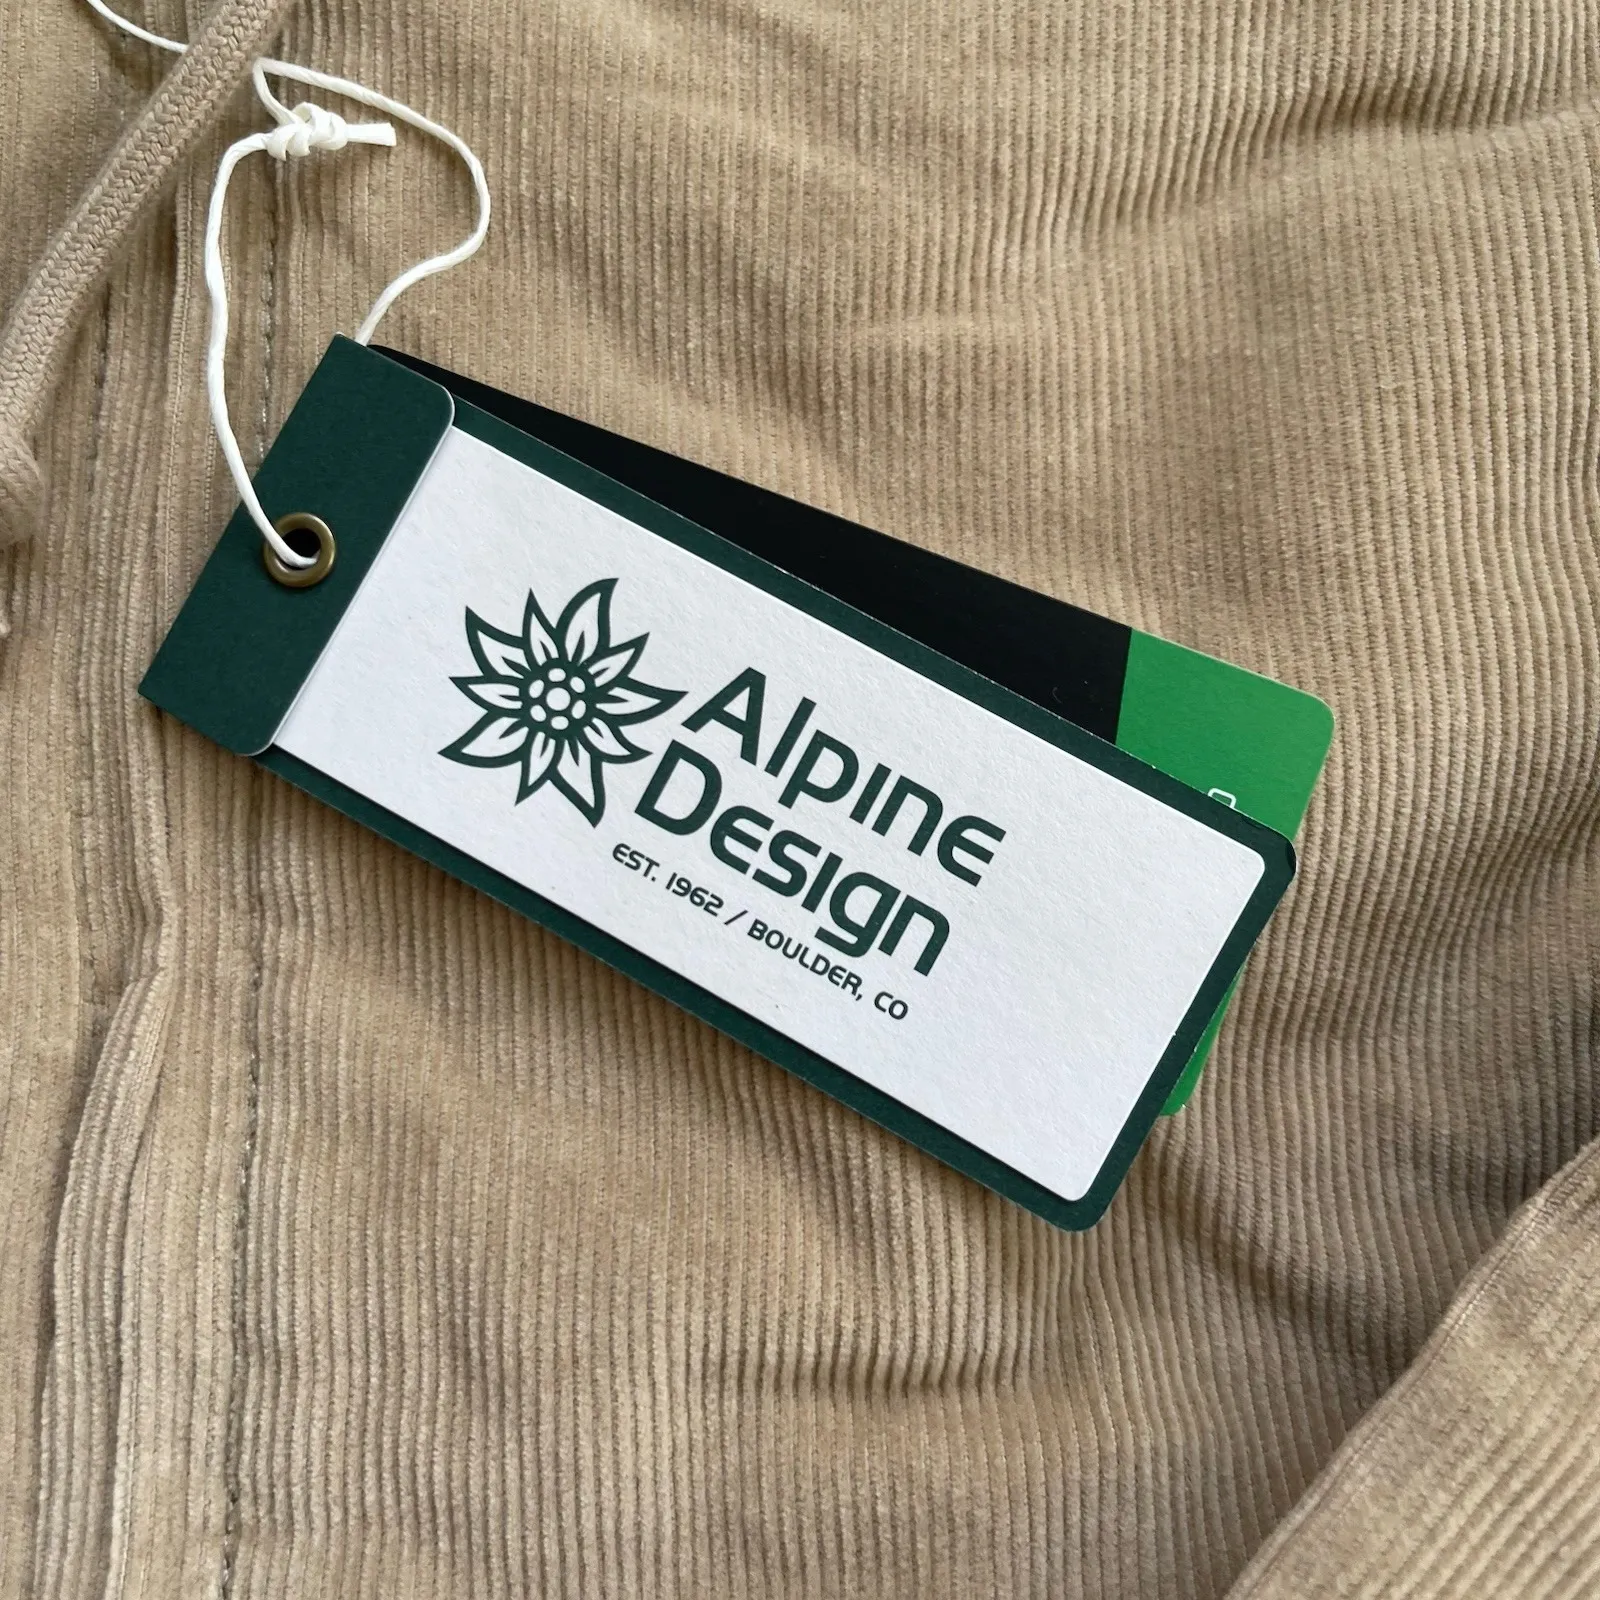 Alpine
Design
EST. 1962 / BOULDER, CO